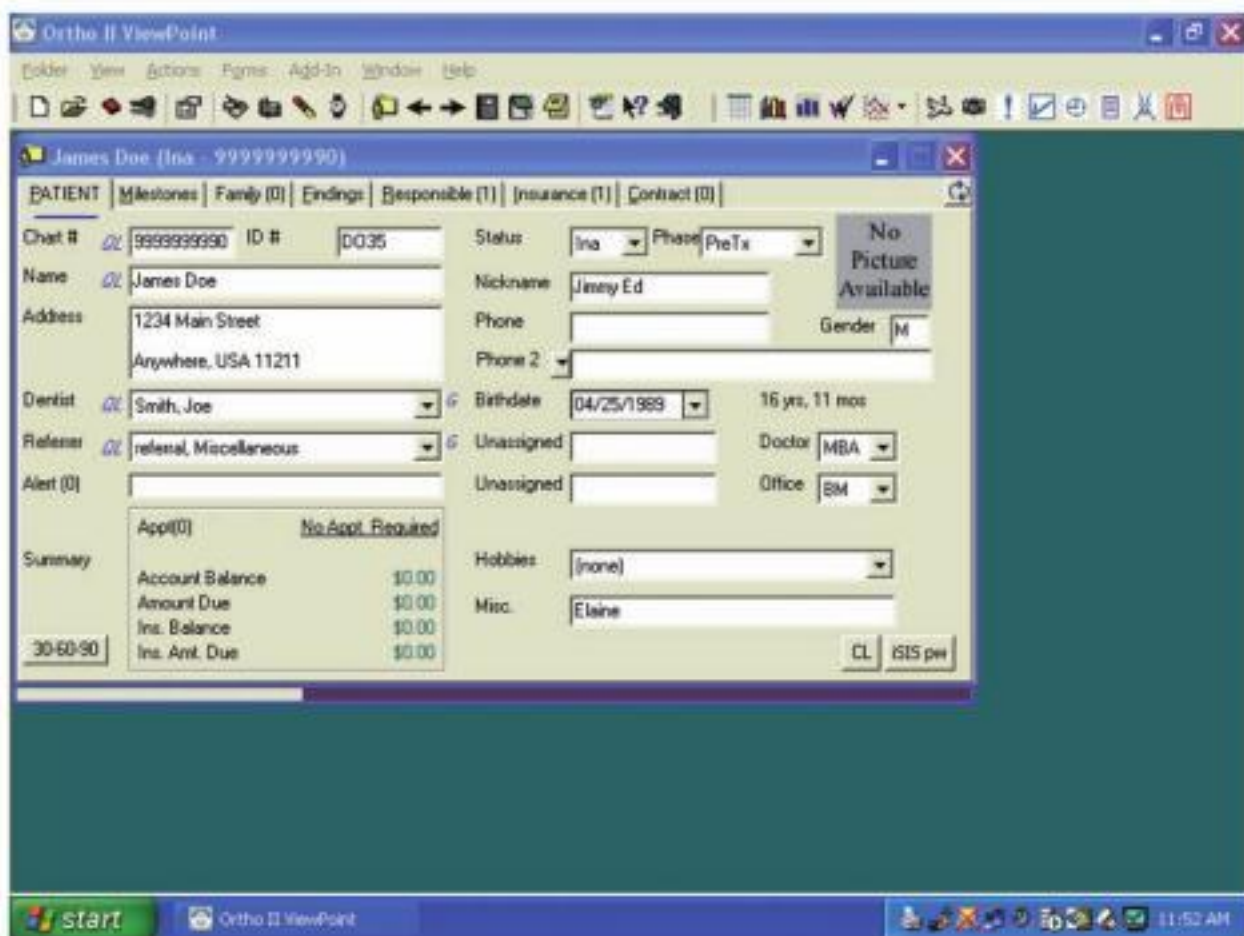 Ortho II ViewPoint
Folder View Actions Forms Add-In Window Help
James Doe (Ina - 9999999990)
PATIENT Milestones Family (0) Findings Responsible (1) Insurance (1) Contract (0)
Chart # OL 9999999990 ID # DO35 Status Ina Phase PreTx No Picture Available
Name OL James Doe Nickname Jimmy Ed
Address 1234 Main Street Phone Gender M
Anywhere, USA 11211 Phone 2
Dentist OL Smith, Joe G Birthdate 04/25/1989 16 yrs, 11 mos
Referrer OL referral, Miscellaneous G Unassigned Doctor MBA
Alert (0) Unassigned Office BM
Appt(0) No Appt. Required
Summary Hobbies (none)
Account Balance $0.00
Amount Due $0.00 Misc. Elaine
Ins. Balance $0.00
30-60-90 Ins. Amt. Due $0.00 CL
start Ortho II ViewPoint 11:52 AM